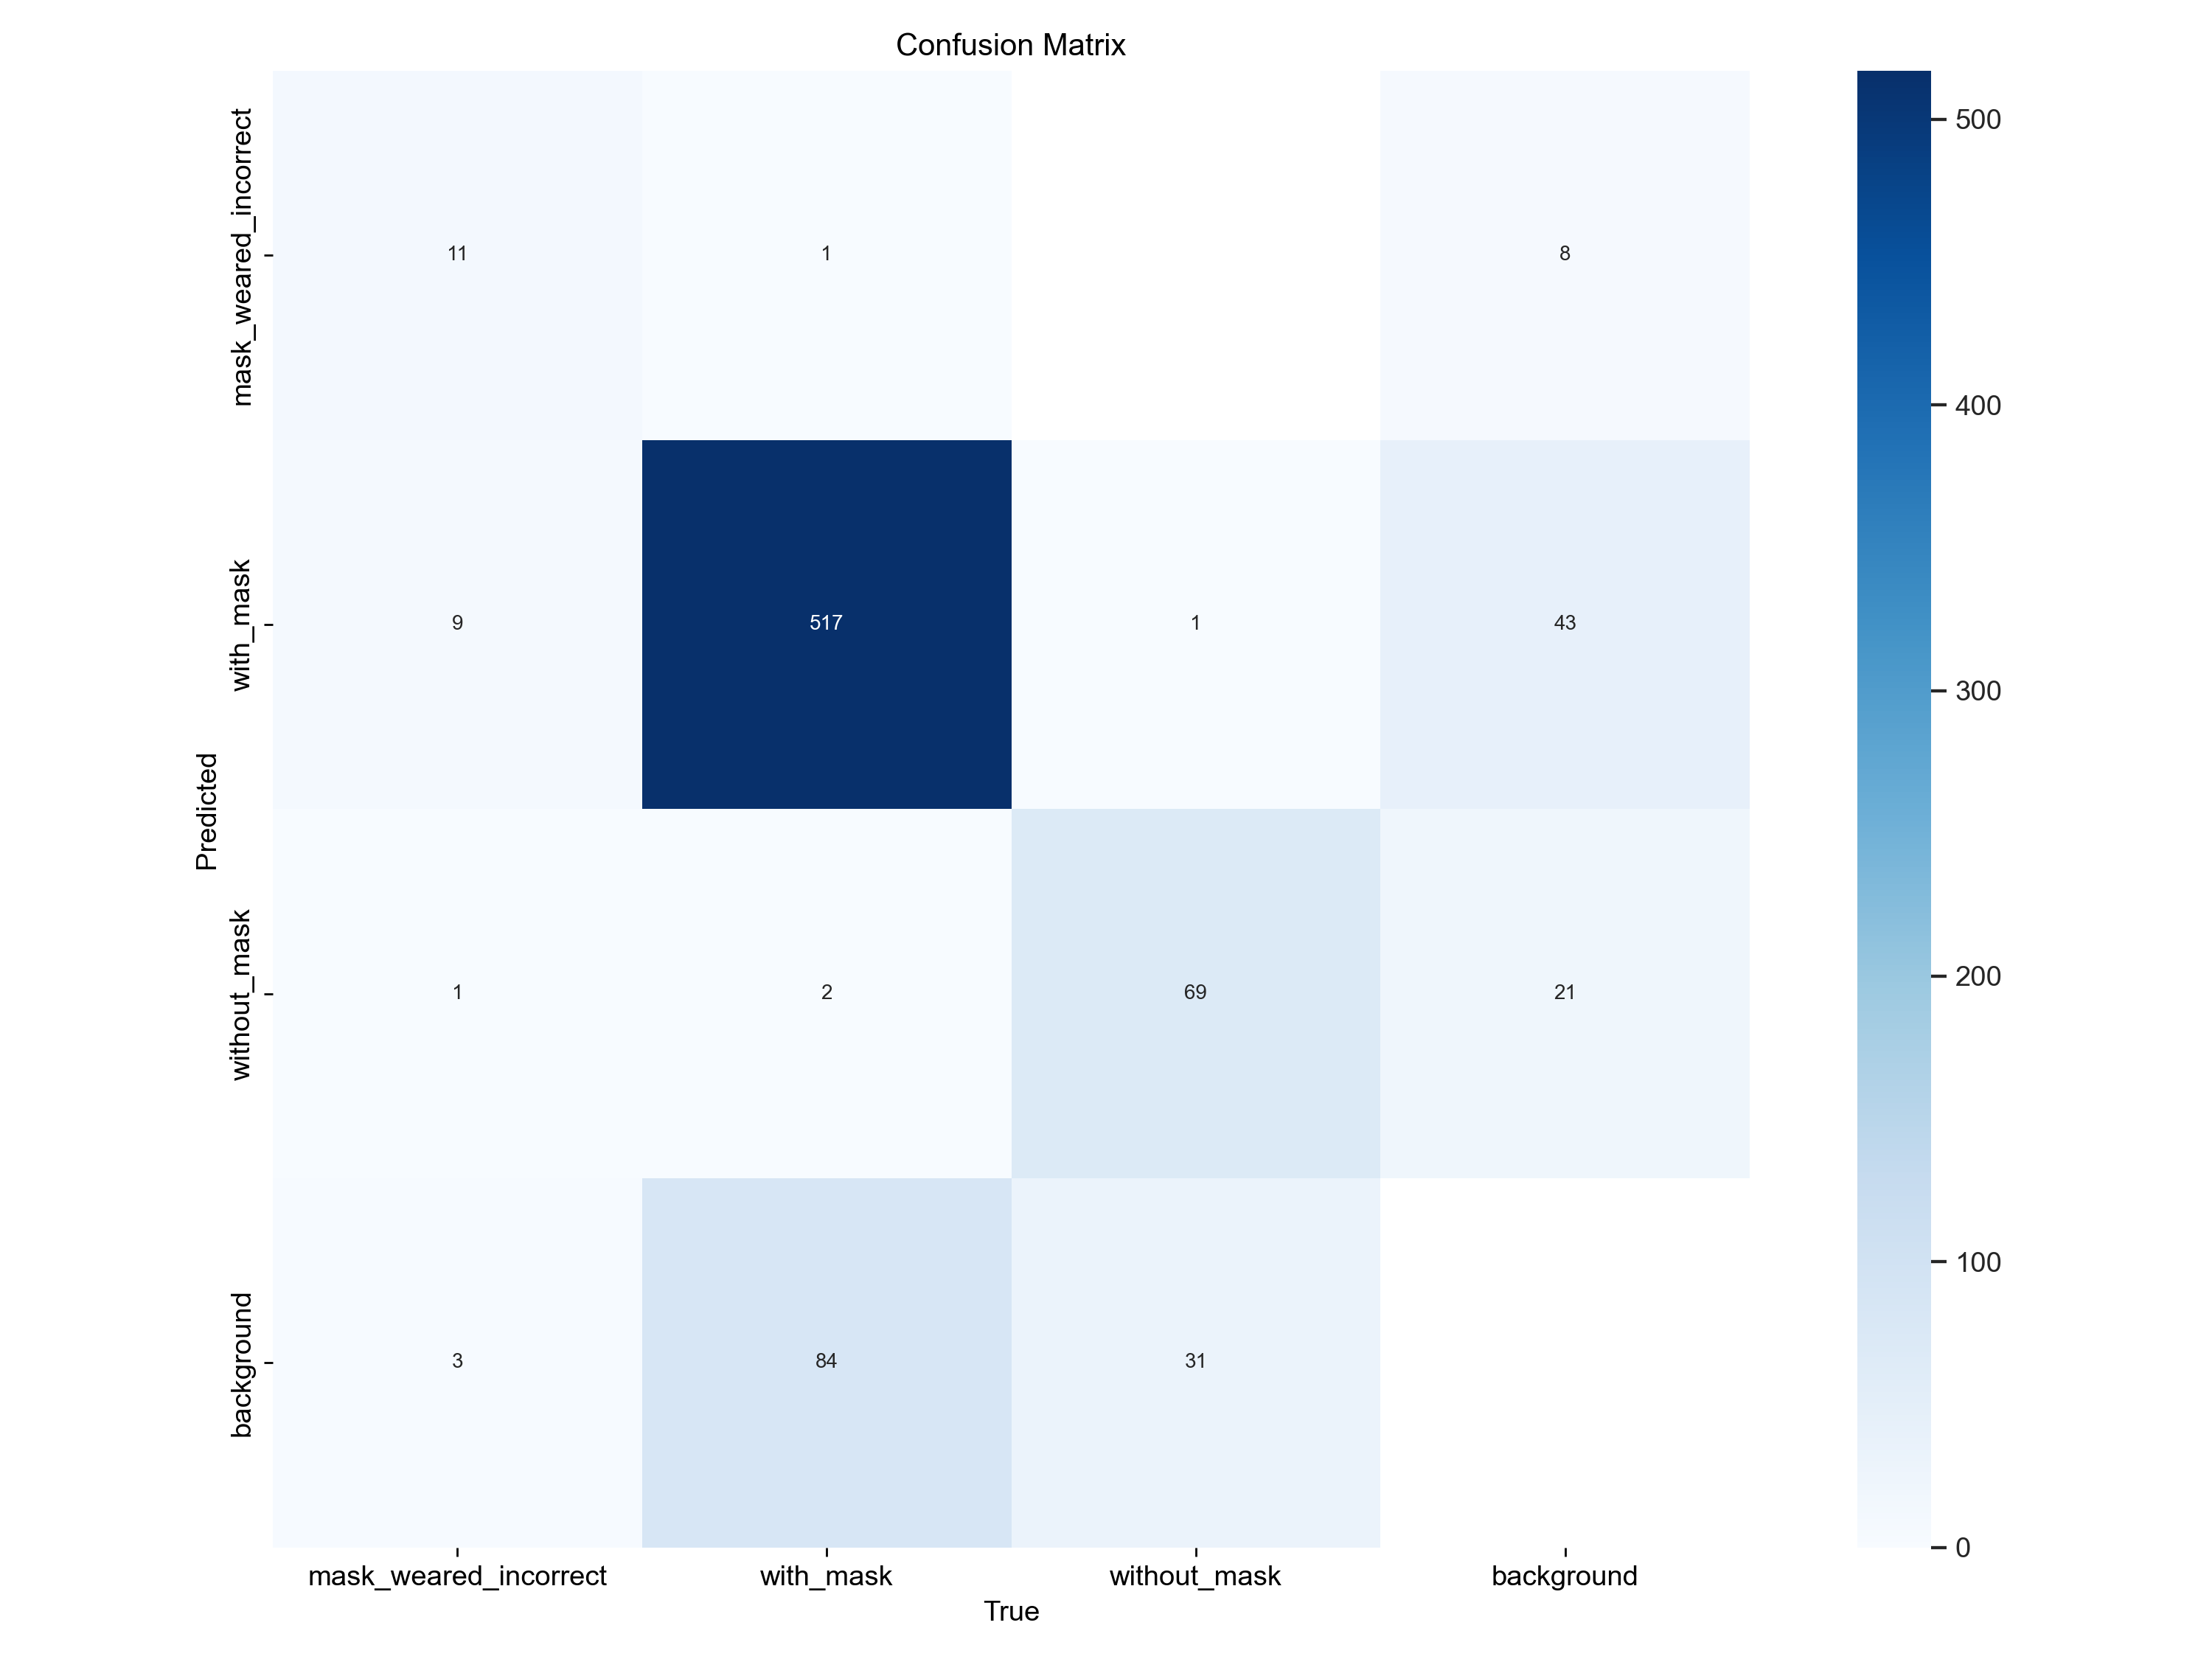 Confusion Matrix
Predicted
mask_weared_incorrect
11
1
8
with_mask
9
517
1
43
without_mask
1
2
69
21
background
3
84
31
mask_weared_incorrect
with_mask
without_mask
background
True
500
400
300
200
100
0